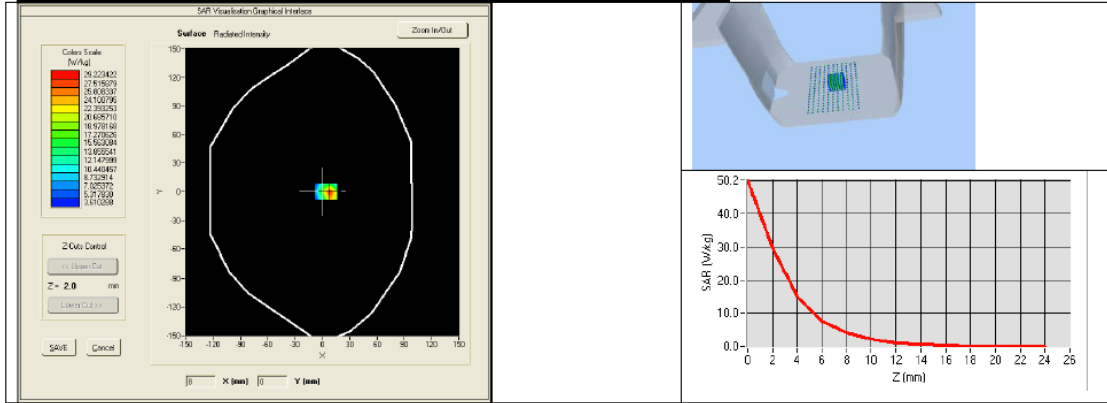 SAR Visualisation Graphical Interface
Surface Radiated Intensity
Zoom In/Out
Colors Scale
(W/kg)
29.223422
27.515879
25.808337
24.100795
22.393253
20.685710
18.978168
17.270626
15.563084
13.855541
12.147999
10.440457
8.732914
7.025372
5.317830
3.610288
Z-Cuts Control
<< Upper Cut
Z = 2.0 mm
Lower Cut >>
SAVE Cancel
150-
100-
60-
30-
0-
-30-
-60-
-90-
-120-
-150-
Y
-150 -120 -90 -60 -30 0 30 60 90 120 150
X
8 X (mm) 0 Y (mm)
50.2
40.0
30.0
20.0
10.0
0.0
SAR (W/kg)
0 2 4 6 8 10 12 14 16 18 20 22 24 26
Z (mm)